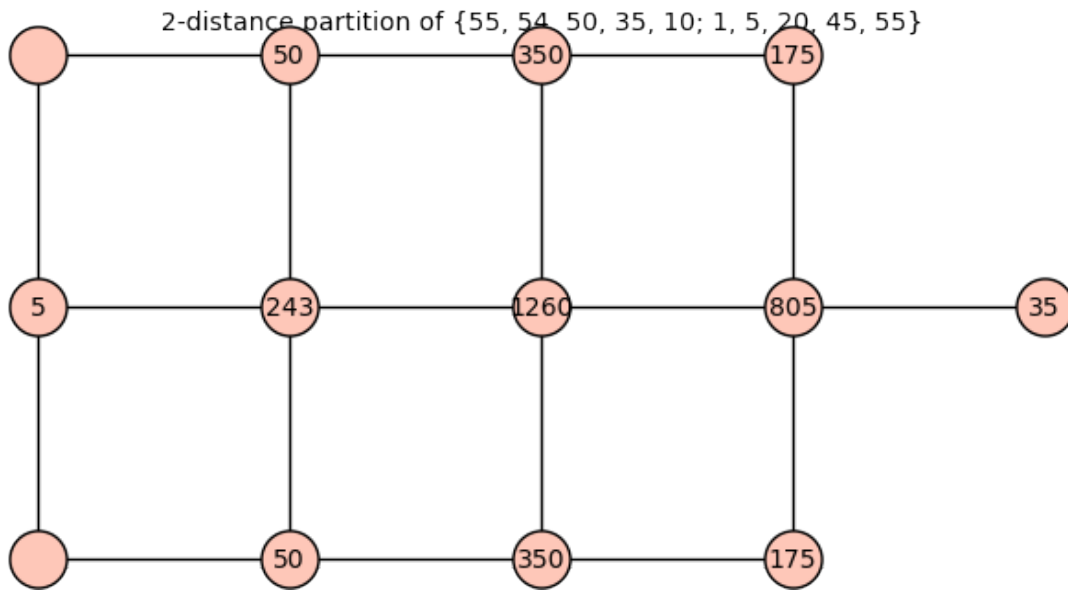 2-distance partition of {55, 54, 50, 35, 10; 1, 5, 20, 45, 55}
50 350 175
5 243 1260 805 35
50 350 175